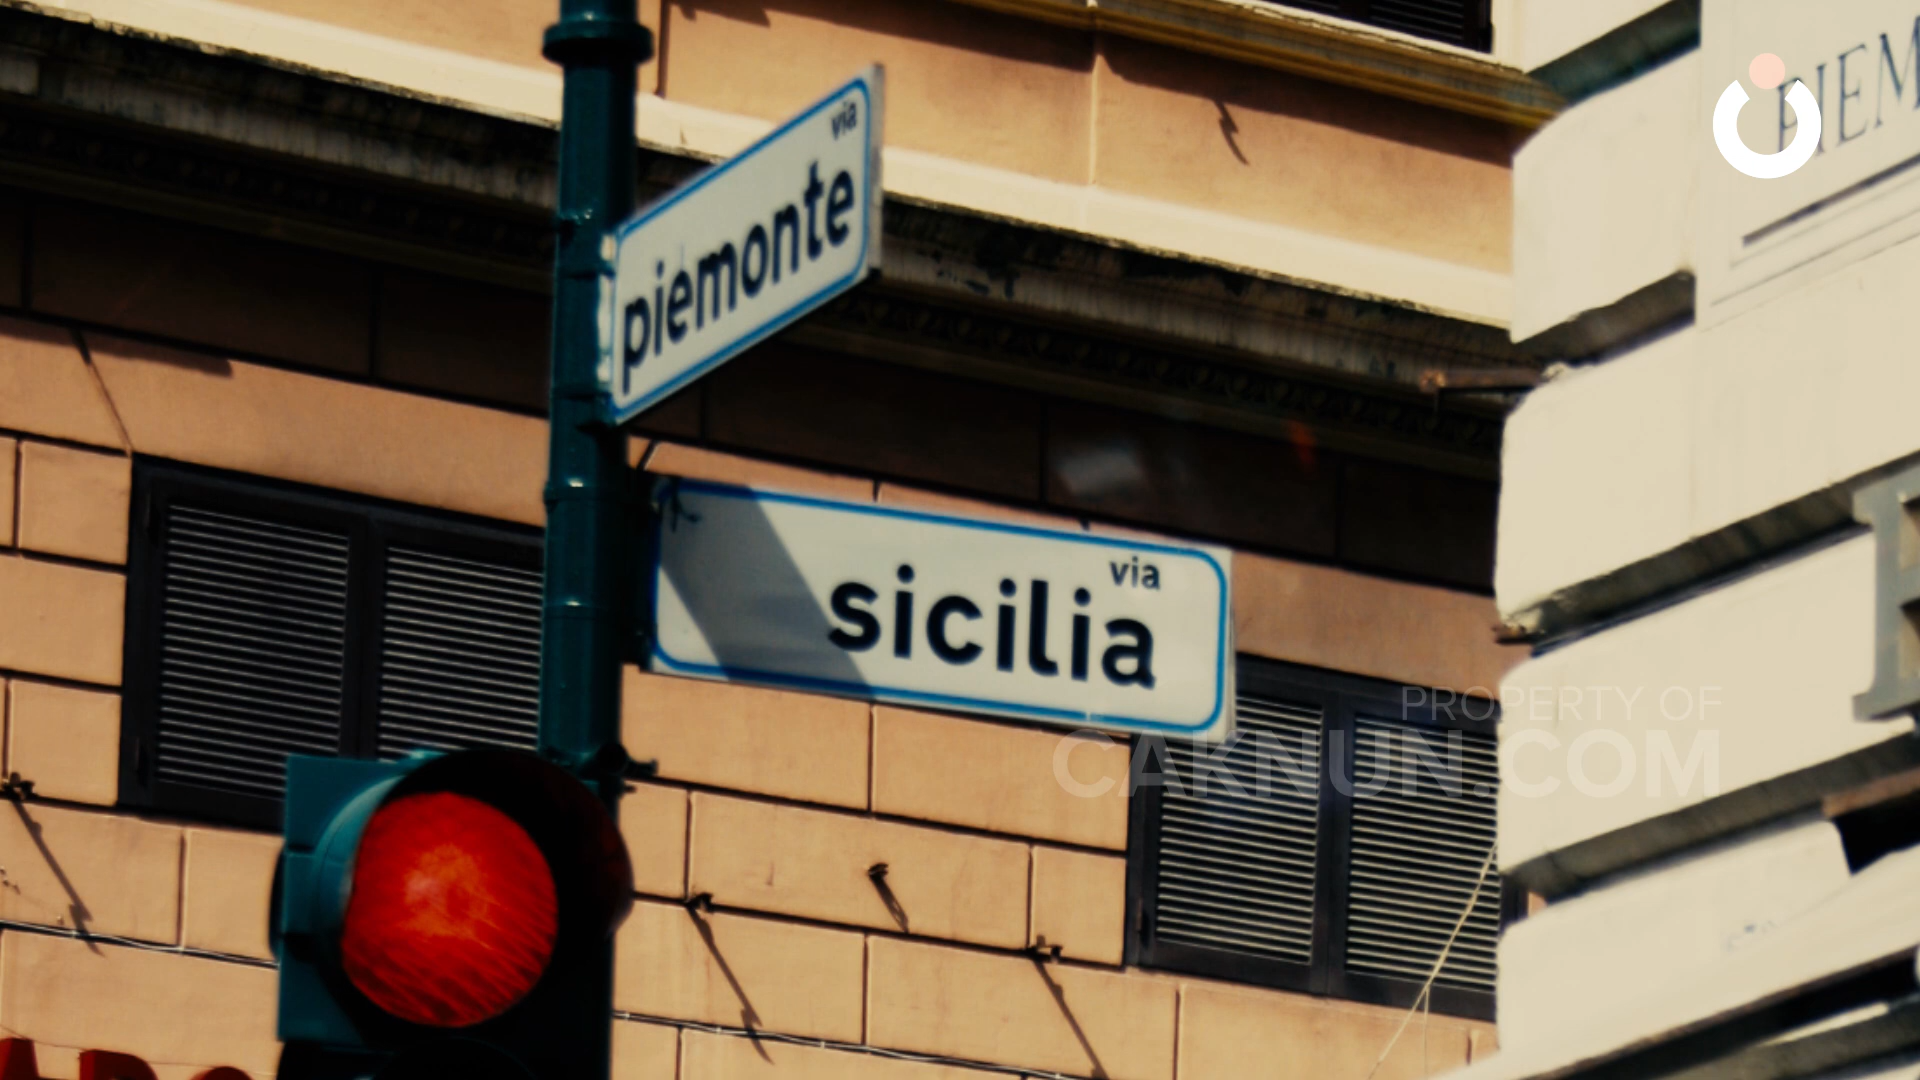 via
piemonte
via
sicilia
PIEM
PROPERTY OF
CAKNUN.COM